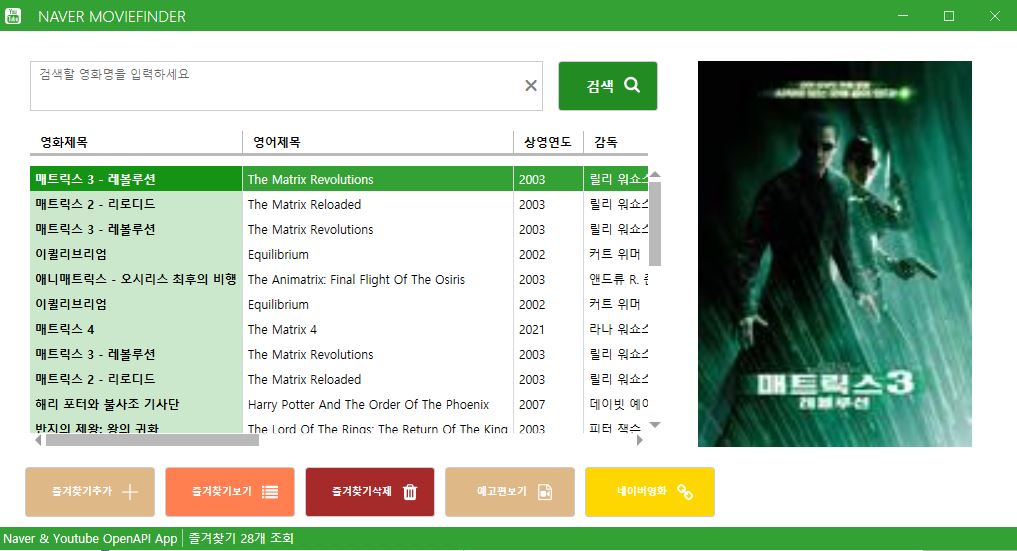 You Tube NAVER MOVIEFINDER
검색할 영화명을 입력하세요
검색
영화제목 영어제목 상영연도 감독
매트릭스 3 - 레볼루션 The Matrix Revolutions 2003 릴리 워쇼스
매트릭스 2 - 리로디드 The Matrix Reloaded 2003 릴리 워쇼스
매트릭스 3 - 레볼루션 The Matrix Revolutions 2003 릴리 워쇼스
이퀼리브리엄 Equilibrium 2002 커트 위머
애니매트릭스 - 오시리스 최후의 비행 The Animatrix: Final Flight Of The Osiris 2003 앤드류 R.
이퀼리브리엄 Equilibrium 2002 커트 위머
매트릭스 4 The Matrix 4 2021 라나 워쇼스
매트릭스 3 - 레볼루션 The Matrix Revolutions 2003 릴리 워쇼스
매트릭스 2 - 리로디드 The Matrix Reloaded 2003 릴리 워쇼스
해리 포터와 불사조 기사단 Harry Potter And The Order Of The Phoenix 2007 데이빗 예이
반지의 제왕: 왕의 귀환 The Lord Of The Rings: The Return Of The King 2003 피터 잭슨
매트릭스3
레볼루션
즐겨찾기추가 즐겨찾기보기 즐겨찾기삭제 예고편보기 네이버영화
Naver & Youtube OpenAPI App 즐겨찾기 28개 조회